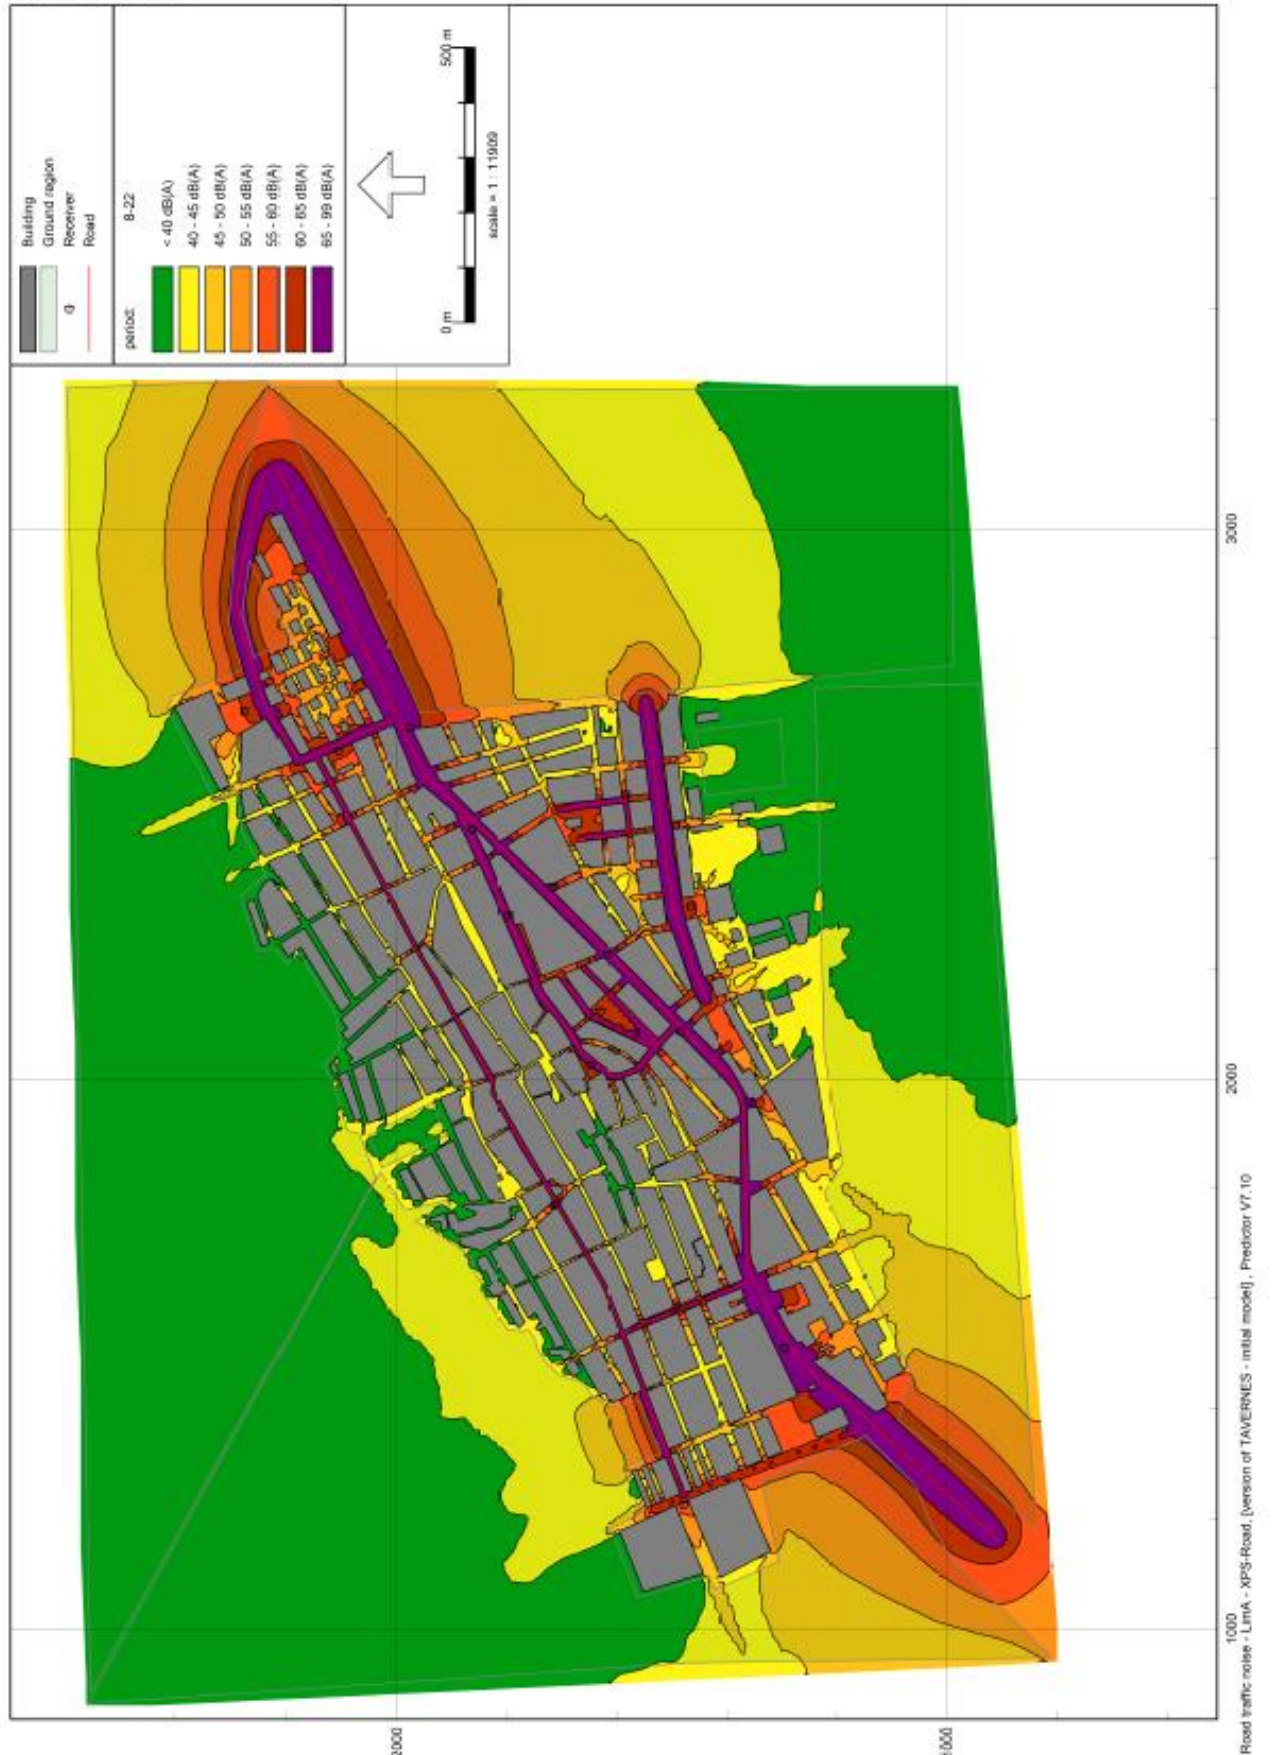 Building
Ground region
Receiver
Road
period: 8-22
< 40 dB(A)
40 - 45 dB(A)
45 - 50 dB(A)
50 - 55 dB(A)
55 - 60 dB(A)
60 - 65 dB(A)
65 - 99 dB(A)
0 m 500 m
scale = 1 : 11909
1000 2000 3000
Road traffic noise - LimA - XPS-Road, [version of TAVERNES - initial model] , Predictor V7.10